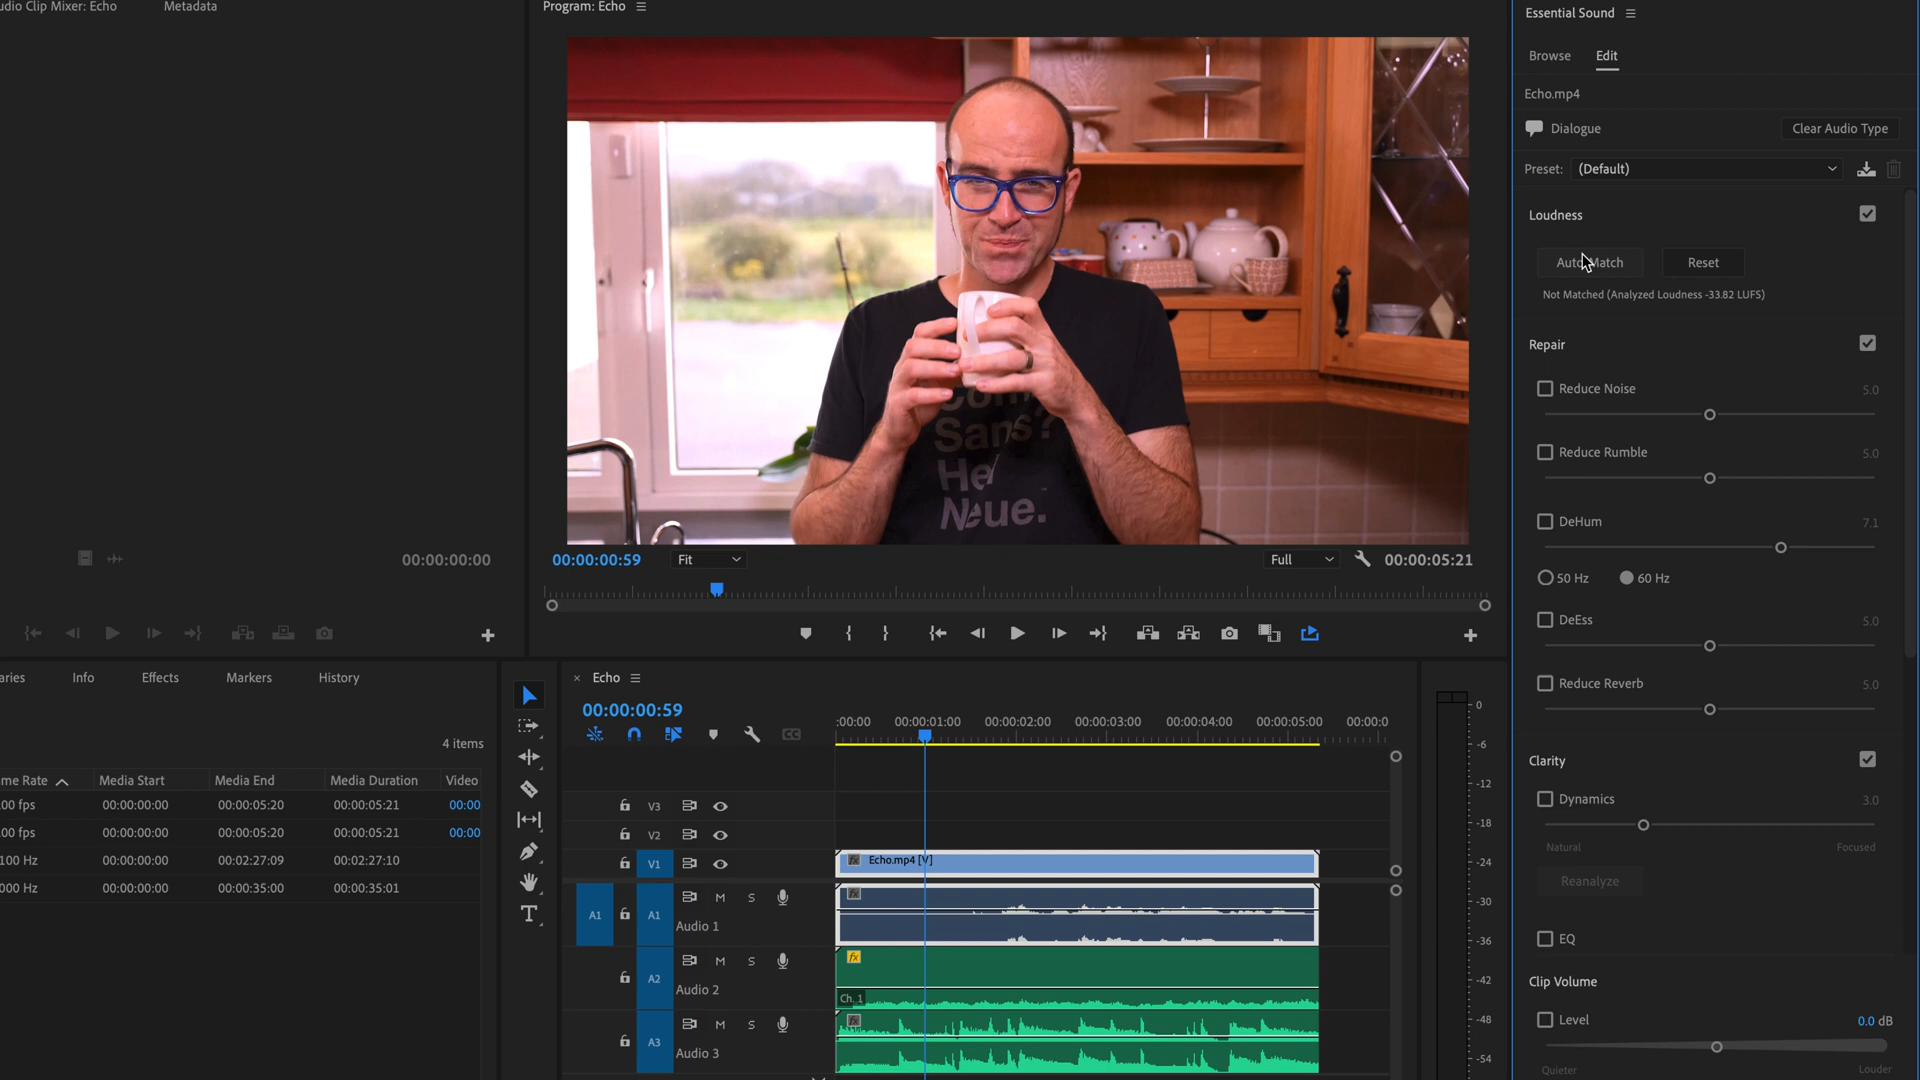 udio Clip Mixer: Echo
Metadata
Program: Echo
Essential Sound
Browse
Edit
Echo.mp4
Dialogue
Clear Audio Type
Preset:
(Default)
Loudness
Auto Match
Reset
Not Matched (Analyzed Loudness -33.82 LUFS)
Repair
Reduce Noise
5.0
Reduce Rumble
5.0
DeHum
7.1
50 Hz
60 Hz
DeEss
5.0
Reduce Reverb
5.0
Clarity
Dynamics
3.0
Natural
Focused
Reanalyze
EQ
Clip Volume
Level
0.0 dB
Quieter
Louder
Sans?
Neue.
00:00:00:00
00:00:00:59
Fit
Full
00:00:05:21
aries
Info
Effects
Markers
History
4 items
me Rate
Media Start
Media End
Media Duration
Video
00 fps
00:00:00:00
00:00:05:20
00:00:05:21
00:00
00 fps
00:00:00:00
00:00:05:20
00:00:05:21
00:00
100 Hz
00:00:00:00
00:02:27:09
00:02:27:10
000 Hz
00:00:00:00
00:00:35:00
00:00:35:01
× Echo
00:00:00:59
:00:00
00:00:01:00
00:00:02:00
00:00:03:00
00:00:04:00
00:00:05:00
00:00:0
CC
V3
V2
V1
fx Echo.mp4 [V]
A1
A1
M
S
Audio 1
fx
A2
M
S
Audio 2
fx
Ch. 1
A3
M
S
Audio 3
fx
0
-6
-12
-18
-24
-30
-36
-42
-48
-54